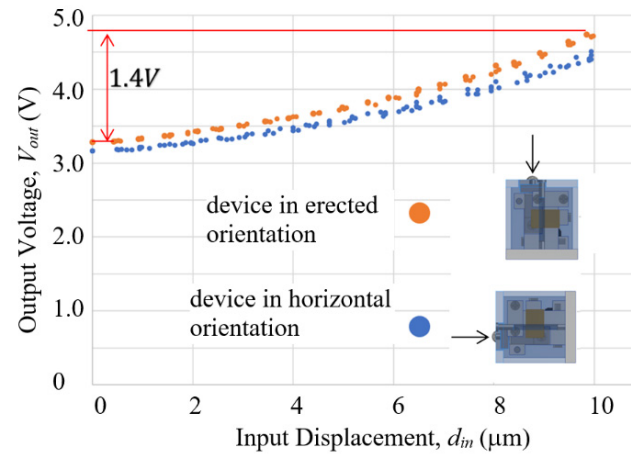 5.0
1.4V
4.0
3.0
2.0
1.0
0
Output Voltage, Vout (V)
device in erected
orientation
device in horizontal
orientation
0 2 4 6 8 10
Input Displacement, din (μm)